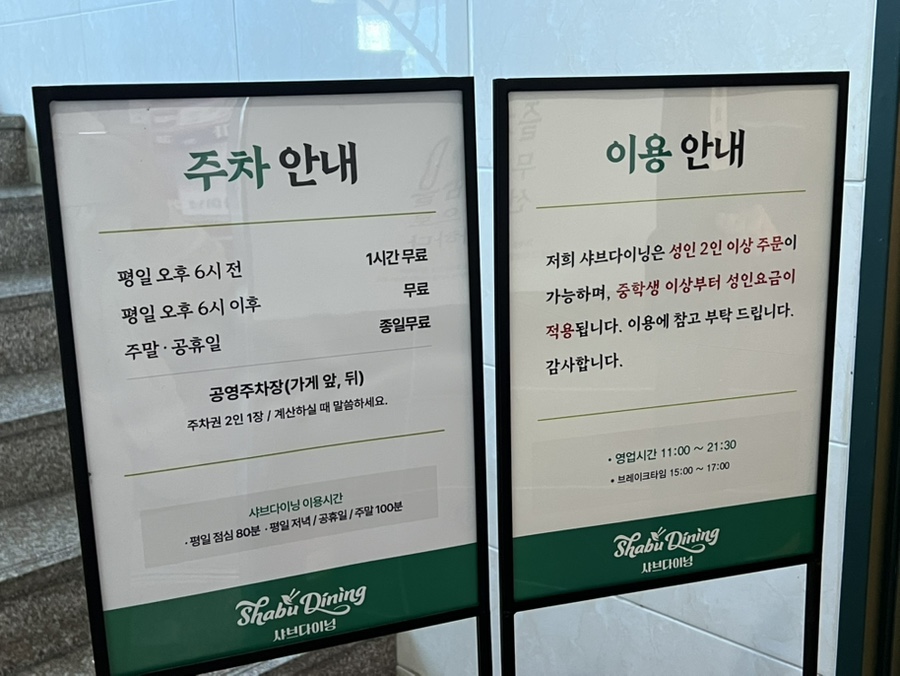 주차 안내
평일 오후 6시 전 1시간 무료
평일 오후 6시 이후 무료
주말 · 공휴일 종일무료
공영주차장(가게 앞, 뒤)
주차권 2인 1장 / 계산하실 때 말씀하세요.
샤브다이닝 이용시간
· 평일 점심 80분 · 평일 저녁 / 공휴일 / 주말 100분
Shabu Dining
샤브다이닝
이용 안내
저희 샤브다이닝은 성인 2인 이상 주문이
가능하며, 중학생 이상부터 성인요금이
적용됩니다. 이용에 참고 부탁 드립니다.
감사합니다.
• 영업시간 11:00 ~ 21:30
• 브레이크타임 15:00 ~ 17:00
Shabu Dining
샤브다이닝